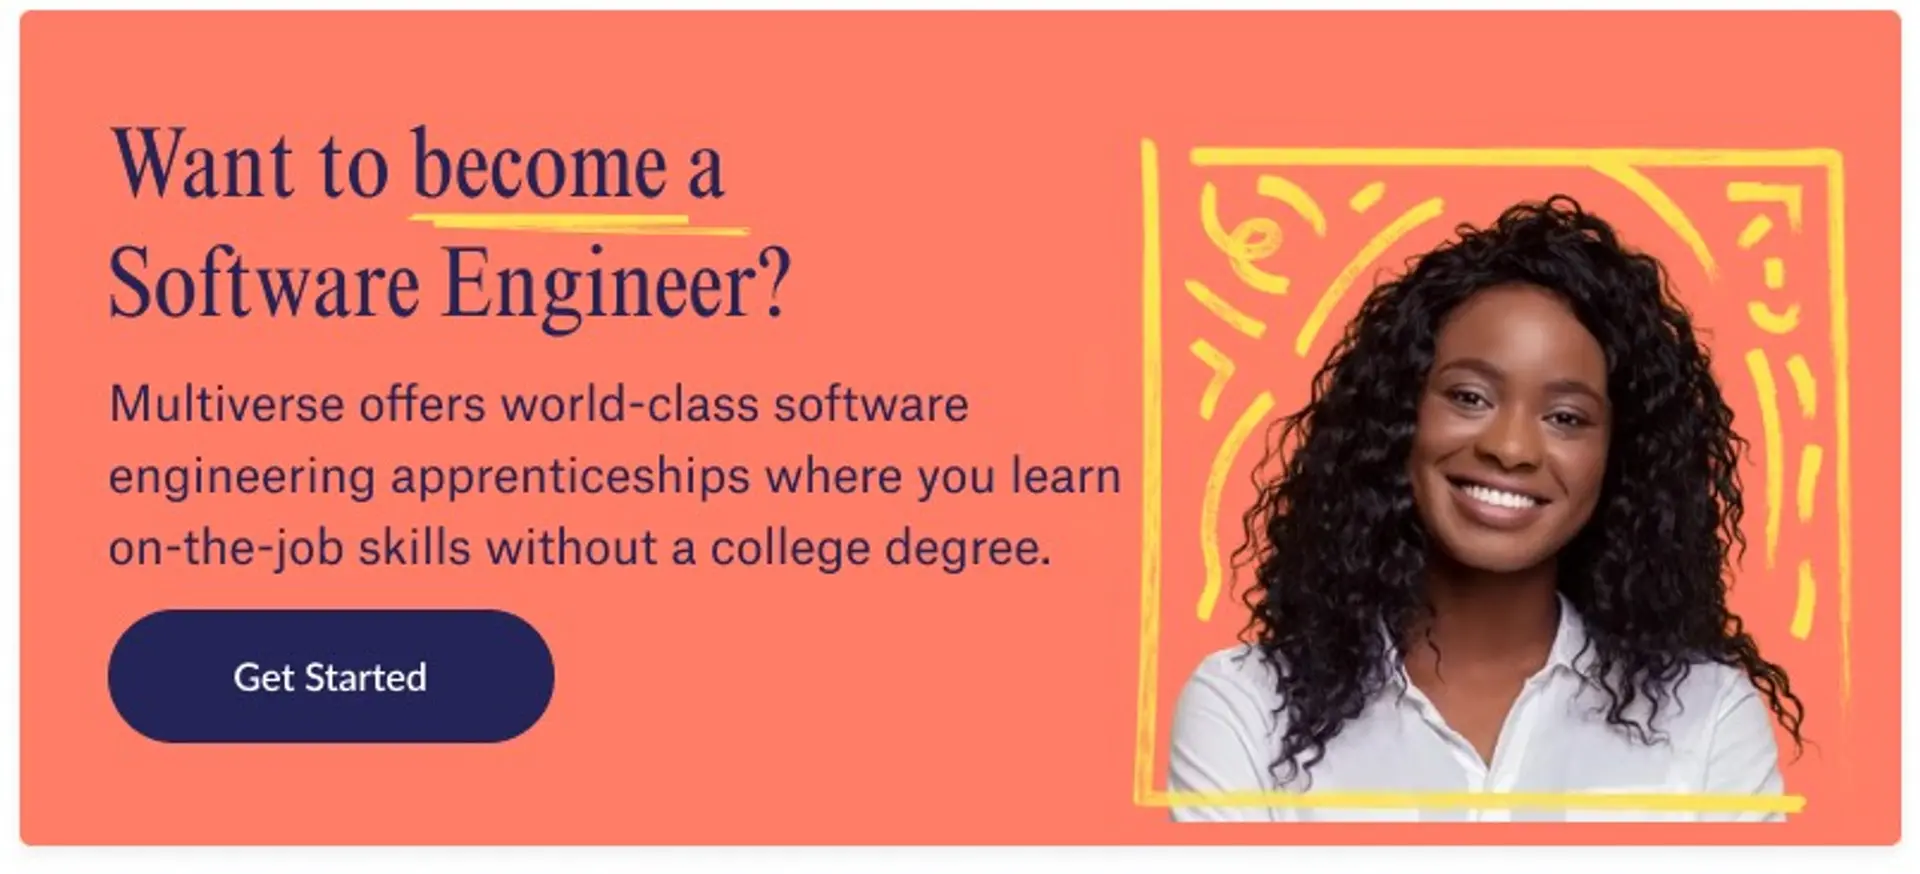 Want to become a
Software Engineer?
Multiverse offers world-class software
engineering apprenticeships where you learn
on-the-job skills without a college degree.
Get Started